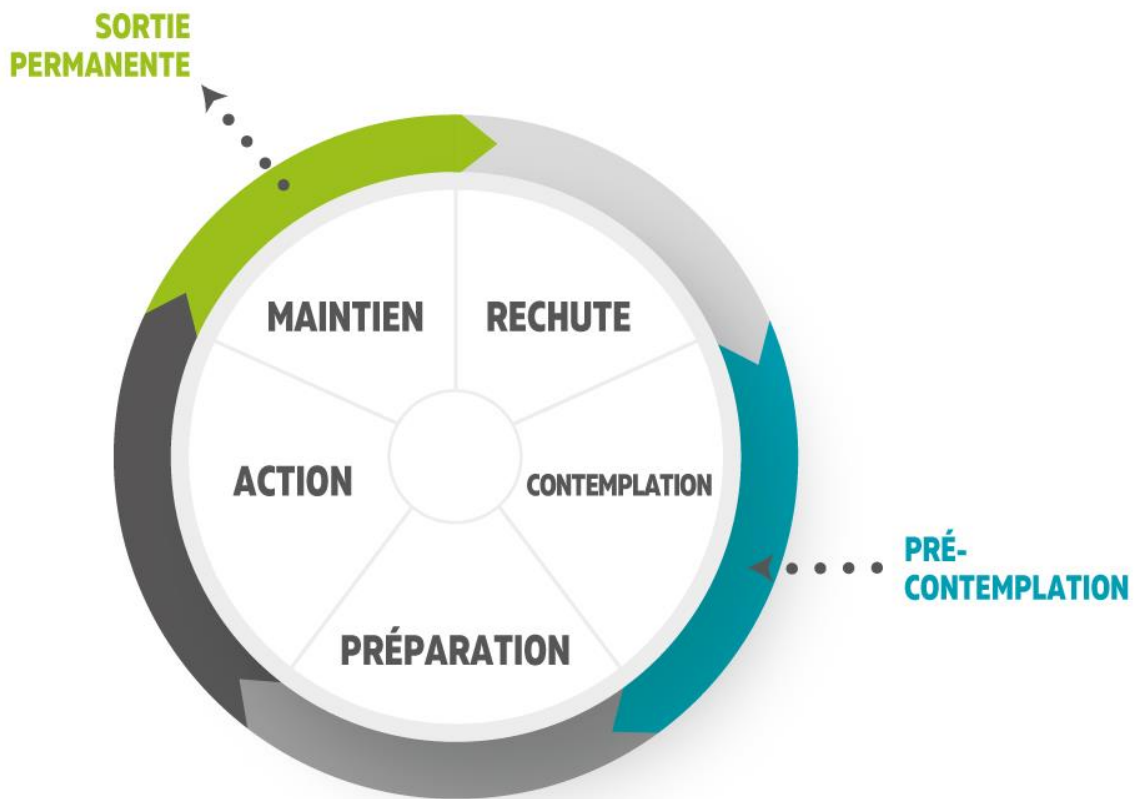 SORTIE
PERMANENTE
MAINTIEN
RECHUTE
ACTION
CONTEMPLATION
PRÉ-
CONTEMPLATION
PRÉPARATION